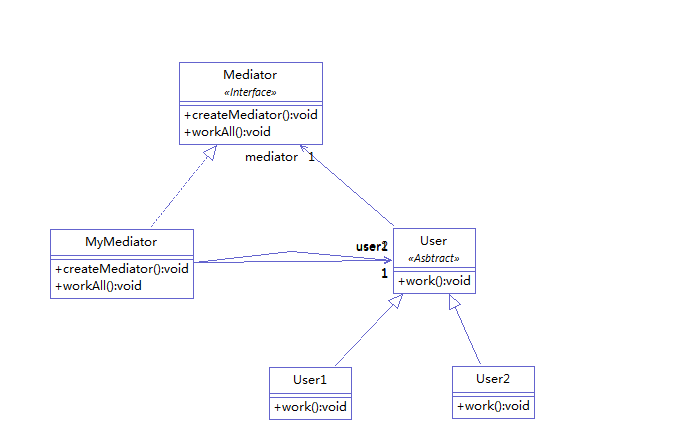 Mediator
«Interface»
+createMediator():void
+workAll():void
mediator 1
MyMediator
+createMediator():void
+workAll():void
1
User
«Asbtract»
+work():void
User1
+work():void
User2
+work():void